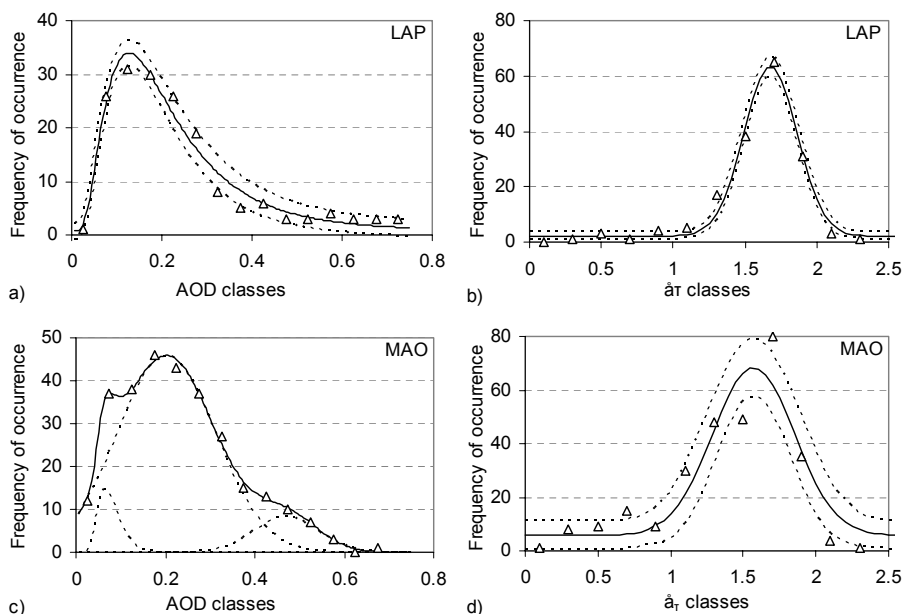 40
30
20
10
0
0 0.2 0.4 0.6 0.8
Frequency of occurrence
AOD classes
LAP
a)
80
60
40
20
0
0 0.5 1 1.5 2 2.5
Frequency of occurrence
åτ classes
LAP
b)
50
40
30
20
10
0
0 0.2 0.4 0.6 0.8
Frequency of occurrence
AOD classes
MAO
c)
80
60
40
20
0
0 0.5 1 1.5 2 2.5
Frequency of occurrence
åτ classes
MAO
d)